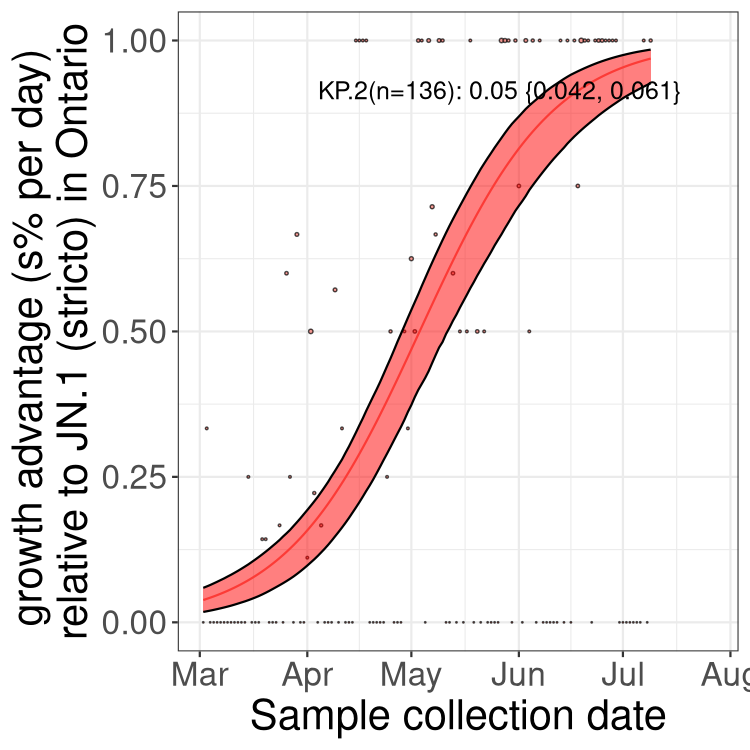 growth advantage (s% per day)
relative to JN.1 (stricto) in Ontario
1.00
0.75
0.50
0.25
0.00
KP.2(n=136): 0.05 {0.042, 0.061}
Mar Apr May Jun Jul Aug
Sample collection date